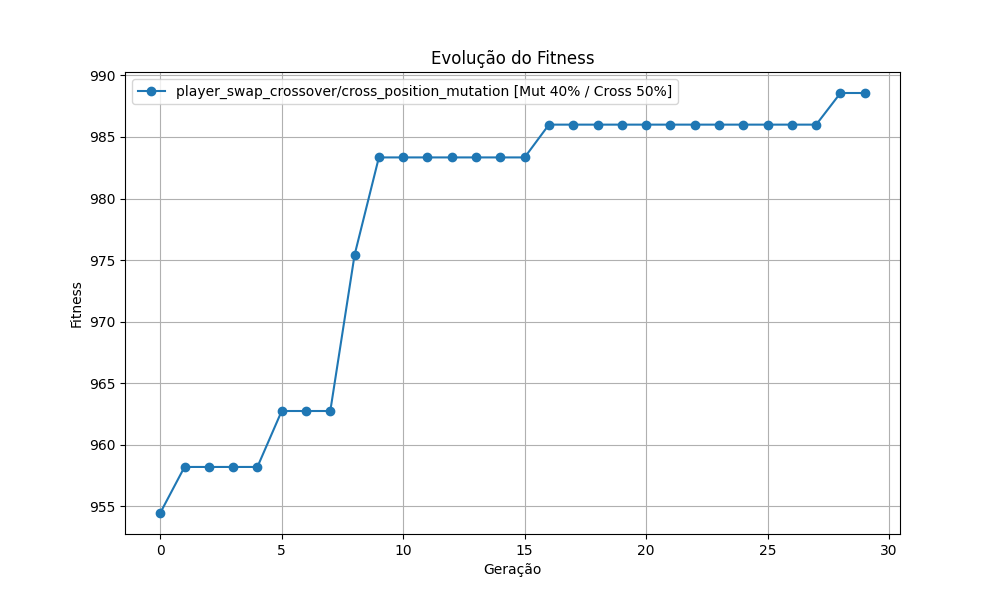 Evolução do Fitness
player_swap_crossover/cross_position_mutation [Mut 40% / Cross 50%]
990
985
980
975
970
965
960
955
Fitness
0 5 10 15 20 25 30
Geração